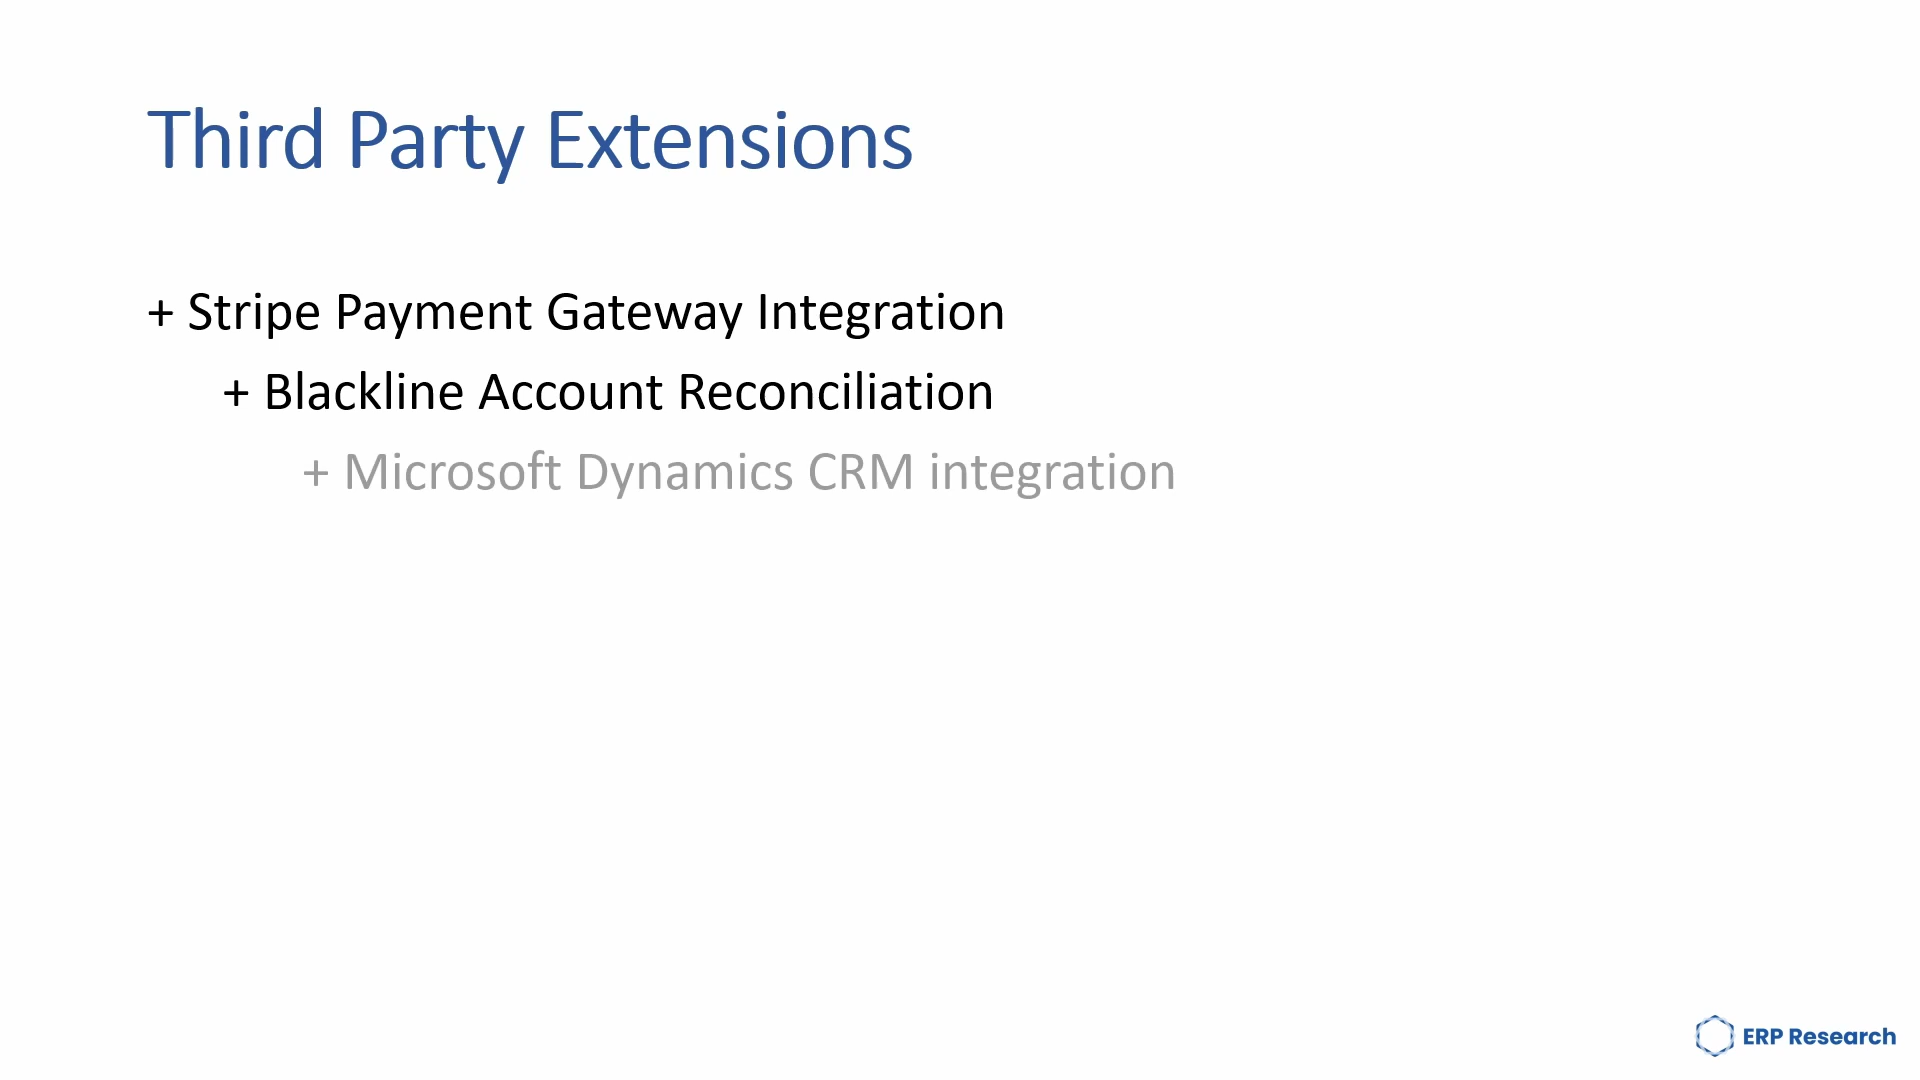 Third Party Extensions
+ Stripe Payment Gateway Integration
+ Blackline Account Reconciliation
+ Microsoft Dynamics CRM integration
ERP Research